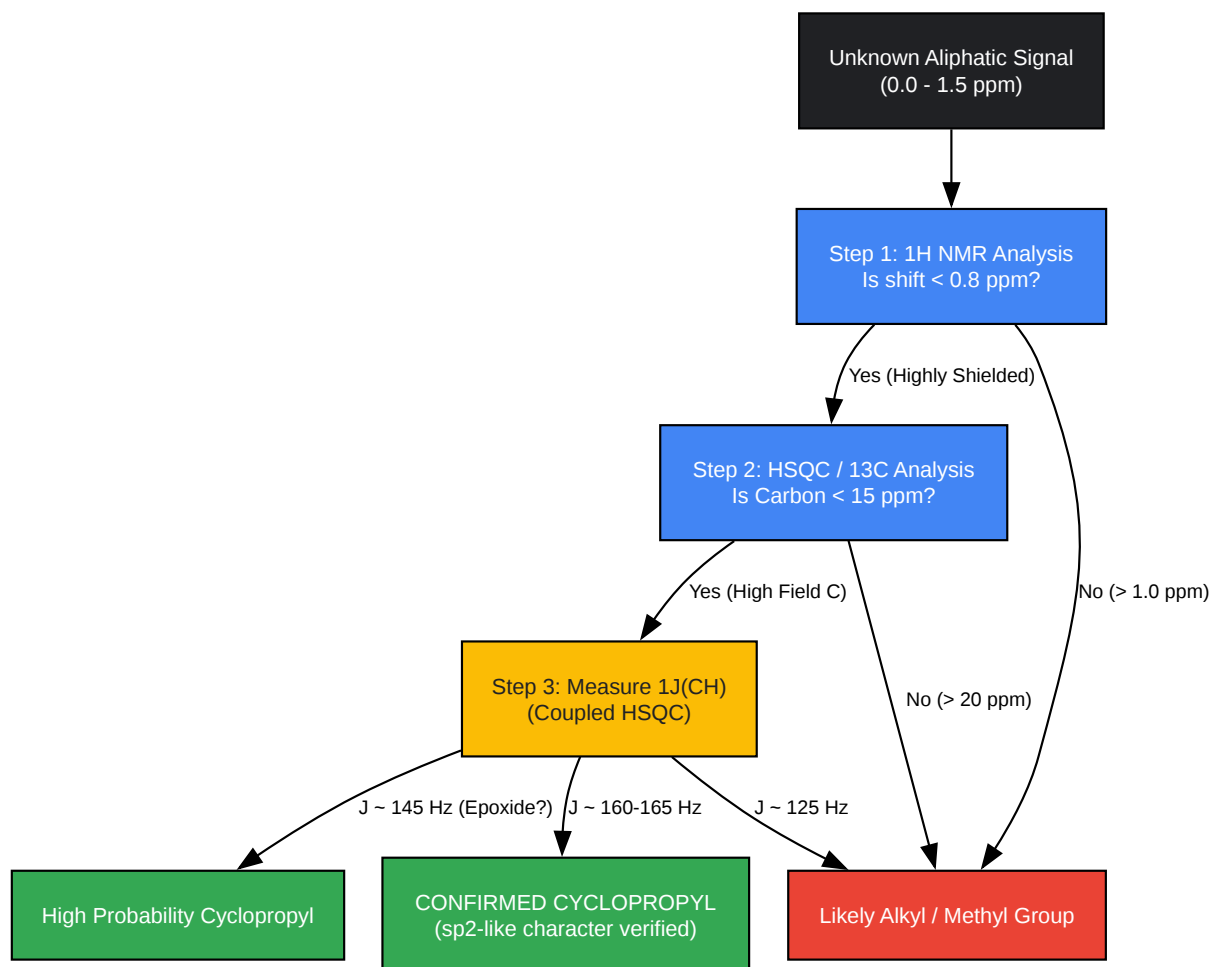 Unknown Aliphatic Signal
(0.0 - 1.5 ppm)
Step 1: 1H NMR Analysis
Is shift < 0.8 ppm?
Yes (Highly Shielded)
Step 2: HSQC / 13C Analysis
Is Carbon < 15 ppm?
Yes (High Field C)
No (> 1.0 ppm)
Step 3: Measure 1J(CH)
(Coupled HSQC)
No (> 20 ppm)
J ~ 145 Hz (Epoxide?)
J ~ 160-165 Hz
J ~ 125 Hz
High Probability Cyclopropyl
CONFIRMED CYCLOPROPYL
(sp2-like character verified)
Likely Alkyl / Methyl Group